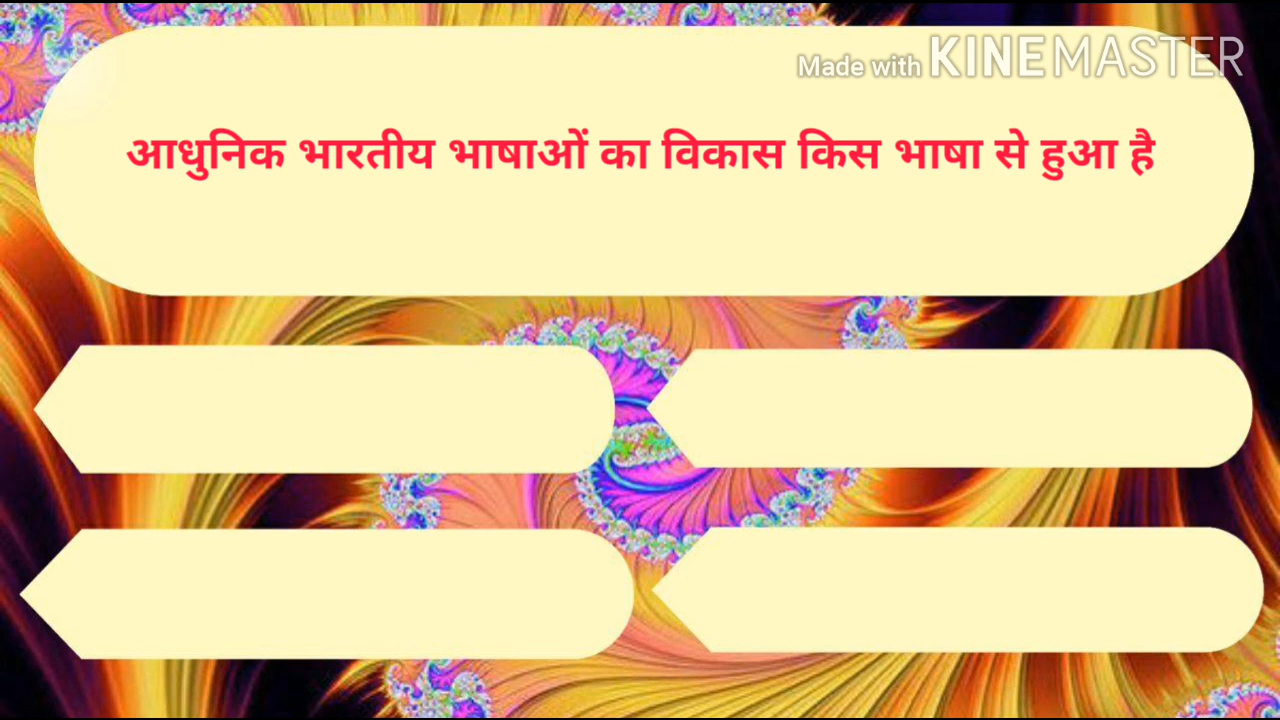 Made with KINEMASTER
आधुनिक भारतीय भाषाओं का विकास किस भाषा से हुआ है